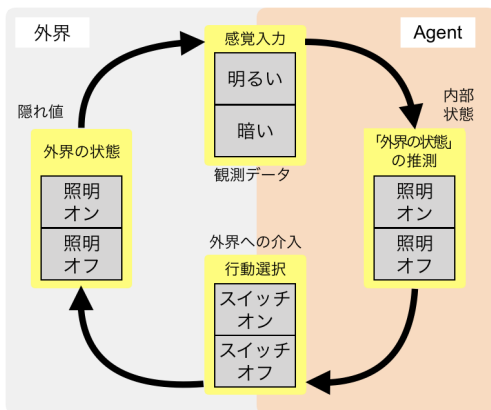 外界
Agent
感覚入力
明るい
暗い
観測データ
隠れ値
外界の状態
照明
オン
照明
オフ
内部
状態
「外界の状態」
の推測
照明
オン
照明
オフ
外界への介入
行動選択
スイッチ
オン
スイッチ
オフ